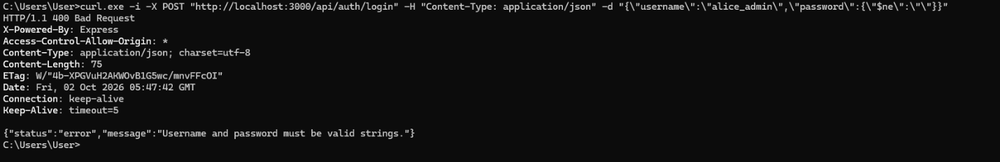 C:\Users\User>curl.exe -i -X POST "http://localhost:3000/api/auth/login" -H "Content-Type: application/json" -d "{\"username\":\"alice_admin\",\"password\":{\"$ne\":\"\"}}"
HTTP/1.1 400 Bad Request
X-Powered-By: Express
Access-Control-Allow-Origin: *
Content-Type: application/json; charset=utf-8
Content-Length: 75
ETag: W/"4b-XPGVuH2AKWOvB1G5wc/mnvFFcOI"
Date: Fri, 02 Oct 2026 05:47:42 GMT
Connection: keep-alive
Keep-Alive: timeout=5
{"status":"error","message":"Username and password must be valid strings."}
C:\Users\User>